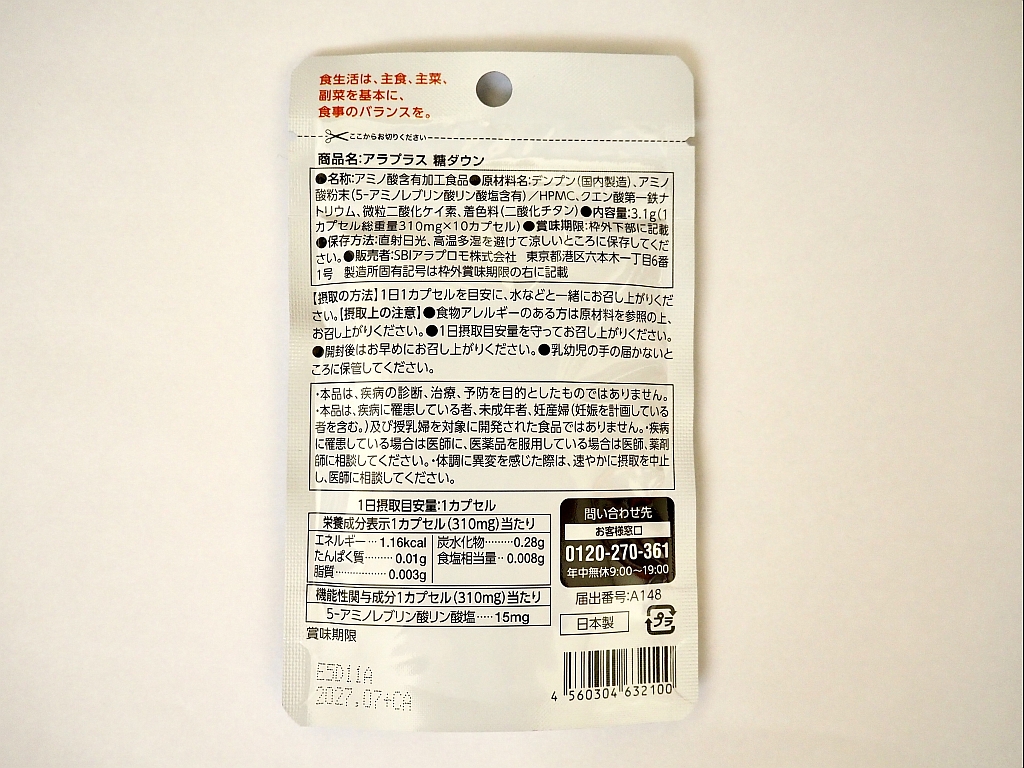 食生活は、主食、主菜、
副菜を基本に、
食事のバランスを。
ここからお切りください
商品名:アラプラス 糖ダウン
●名称:アミノ酸含有加工食品●原材料名:デンプン(国内製造)、アミノ
酸粉末(5-アミノレブリン酸リン酸塩含有)/HPMC、クエン酸第一鉄ナ
トリウム、微粒二酸化ケイ素、着色料(二酸化チタン)●内容量:3.1g(1
カプセル総重量310mg×10カプセル)●賞味期限:枠外下部に記載
●保存方法:直射日光、高温多湿を避けて涼しいところに保存してくだ
さい。●販売者:SBIアラプロモ株式会社 東京都港区六本木一丁目6番
1号 製造所固有記号は枠外賞味期限の右に記載
【摂取の方法】1日1カプセルを目安に、水などと一緒にお召し上がりくだ
さい。【摂取上の注意】●食物アレルギーのある方は原材料を参照の上、
お召し上がりください。●1日摂取目安量を守ってお召し上がりください。
●開封後はお早めにお召し上がりください。●乳幼児の手の届かないと
ころに保管してください。
・本品は、疾病の診断、治療、予防を目的としたものではありません。
・本品は、疾病に罹患している者、未成年者、妊産婦(妊娠を計画している
者を含む。)及び授乳婦を対象に開発された食品ではありません。・疾病
に罹患している場合は医師に、医薬品を服用している場合は医師、薬剤
師に相談してください。・体調に異変を感じた際は、速やかに摂取を中止
し、医師に相談してください。
1日摂取目安量:1カプセル
栄養成分表示1カプセル(310mg)当たり
エネルギー…1.16kcal 炭水化物………0.28g
たんぱく質………0.01g 食塩相当量‥0.008g
脂質……………0.003g
機能性関与成分1カプセル(310mg)当たり
5-アミノレブリン酸リン酸塩……15mg
賞味期限
E5D11A
2027.07+CA
問い合わせ先
お客様窓口
0120-270-361
年中無休9:00〜19:00
届出番号:A148
日本製
プラ
4 560304 632100